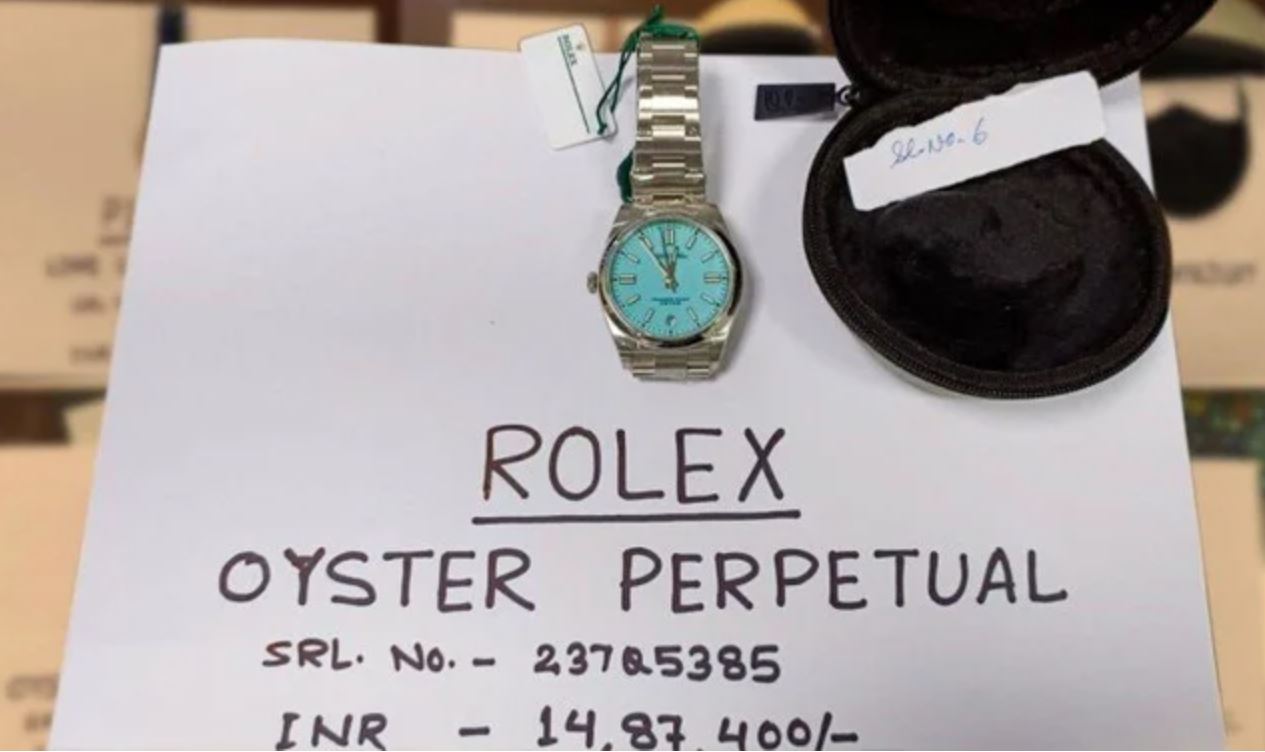 ROLEX
Sl.No.6
ROLEX
OYSTER PERPETUAL
SRL. No. - 237Q5385
INR - 14,87,400/-